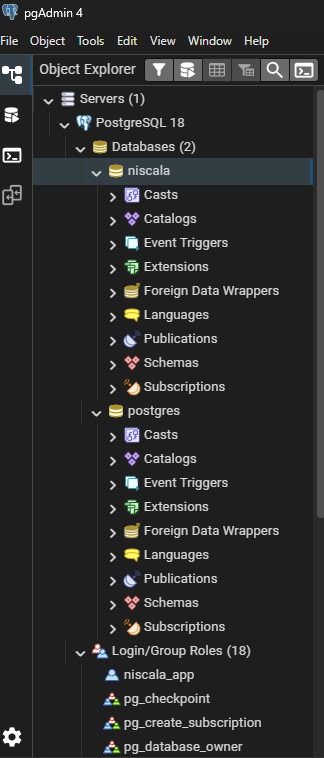 pgAdmin 4
File Object Tools Edit View Window Help
Object Explorer
Servers (1)
PostgreSQL 18
Databases (2)
niscala
Casts
Catalogs
Event Triggers
Extensions
Foreign Data Wrappers
Languages
Publications
Schemas
Subscriptions
postgres
Casts
Catalogs
Event Triggers
Extensions
Foreign Data Wrappers
Languages
Publications
Schemas
Subscriptions
Login/Group Roles (18)
niscala_app
pg_checkpoint
pg_create_subscription
pg_database_owner